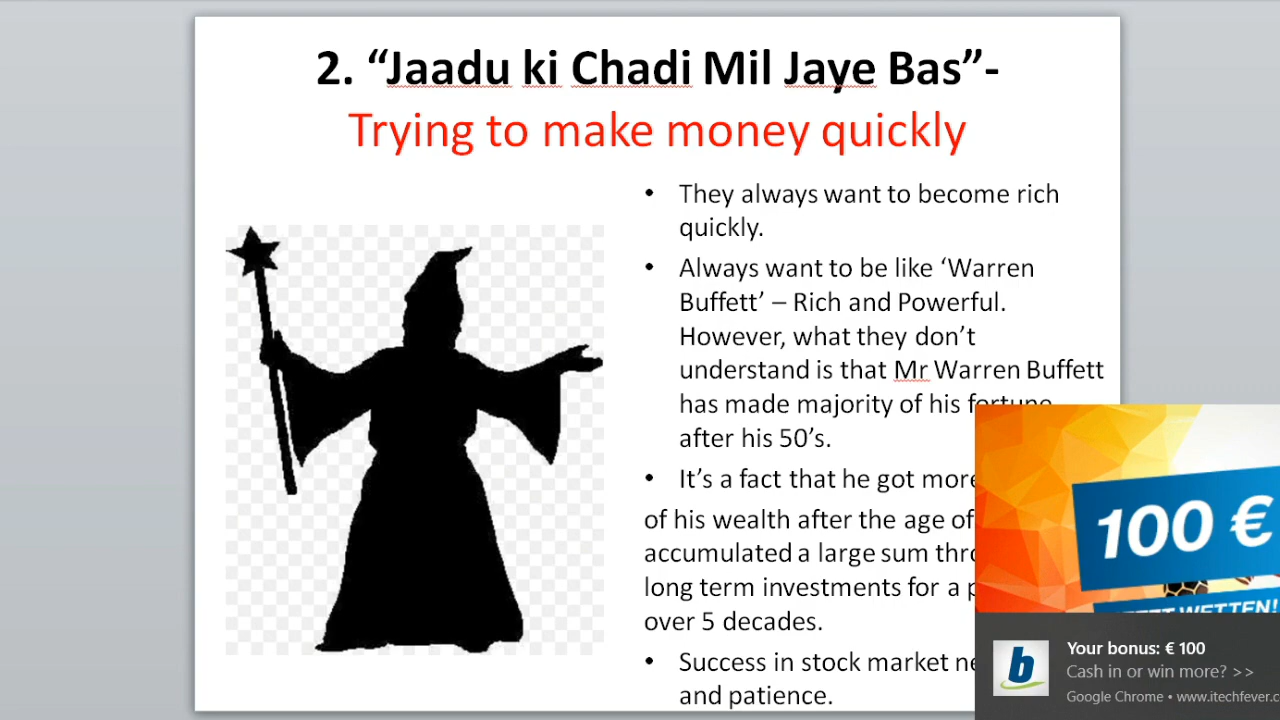 2. “Jaadu ki Chadi Mil Jaye Bas”-
Trying to make money quickly
• They always want to become rich
quickly.
• Always want to be like ‘Warren
Buffett’ – Rich and Powerful.
However, what they don’t
understand is that Mr Warren Buffett
has made majority of his fortune
after his 50’s.
• It’s a fact that he got more
of his wealth after the age of
accumulated a large sum
long term investments for a
over 5 decades.
• Success in stock market
and patience.
100 €
WETTEN!
b
Your bonus: € 100
Cash in or win more? >>
Google Chrome • www.itechfever.c